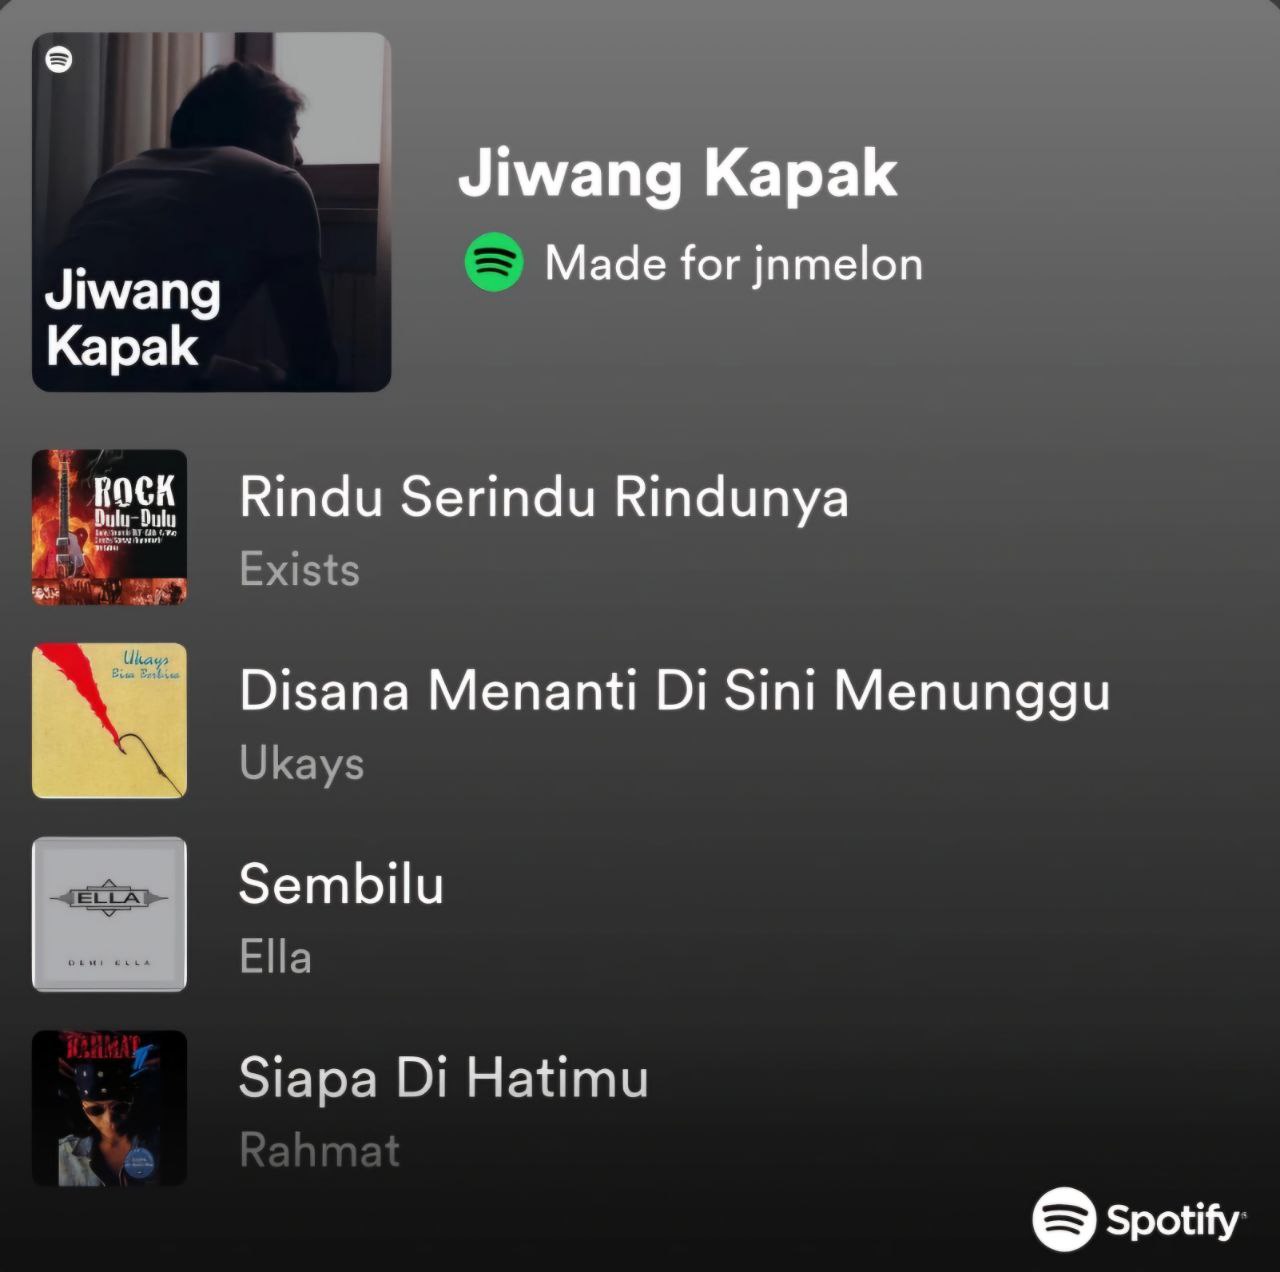 Jiwang
Kapak
Jiwang Kapak
Made for jnmelon
ROCK
Dulu-Dulu
Rindu Serindu Rindunya
Exists
Ukays
Bisa Berbisa
Disana Menanti Di Sini Menunggu
Ukays
ELLA
DEMI ELLA
Sembilu
Ella
RAHMAT
Siapa Di Hatimu
Rahmat
Spotify